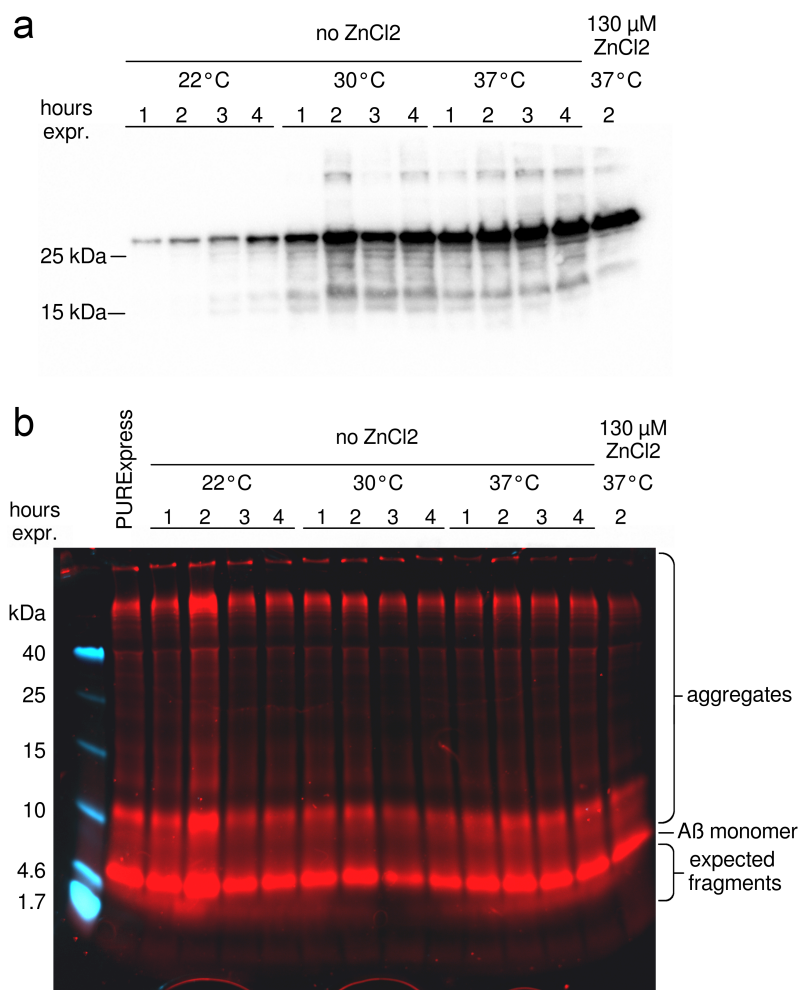 a
no ZnCl2
130 µM
ZnCl2
22°C 30°C 37°C 37°C
hours
expr.
1 2 3 4 1 2 3 4 1 2 3 4 2
25 kDa
15 kDa
b
PURExpress
no ZnCl2
130 µM
ZnCl2
22°C 30°C 37°C 37°C
hours
expr.
1 2 3 4 1 2 3 4 1 2 3 4 2
kDa
40
25
aggregates
15
10
Aß monomer
4.6
expected
fragments
1.7